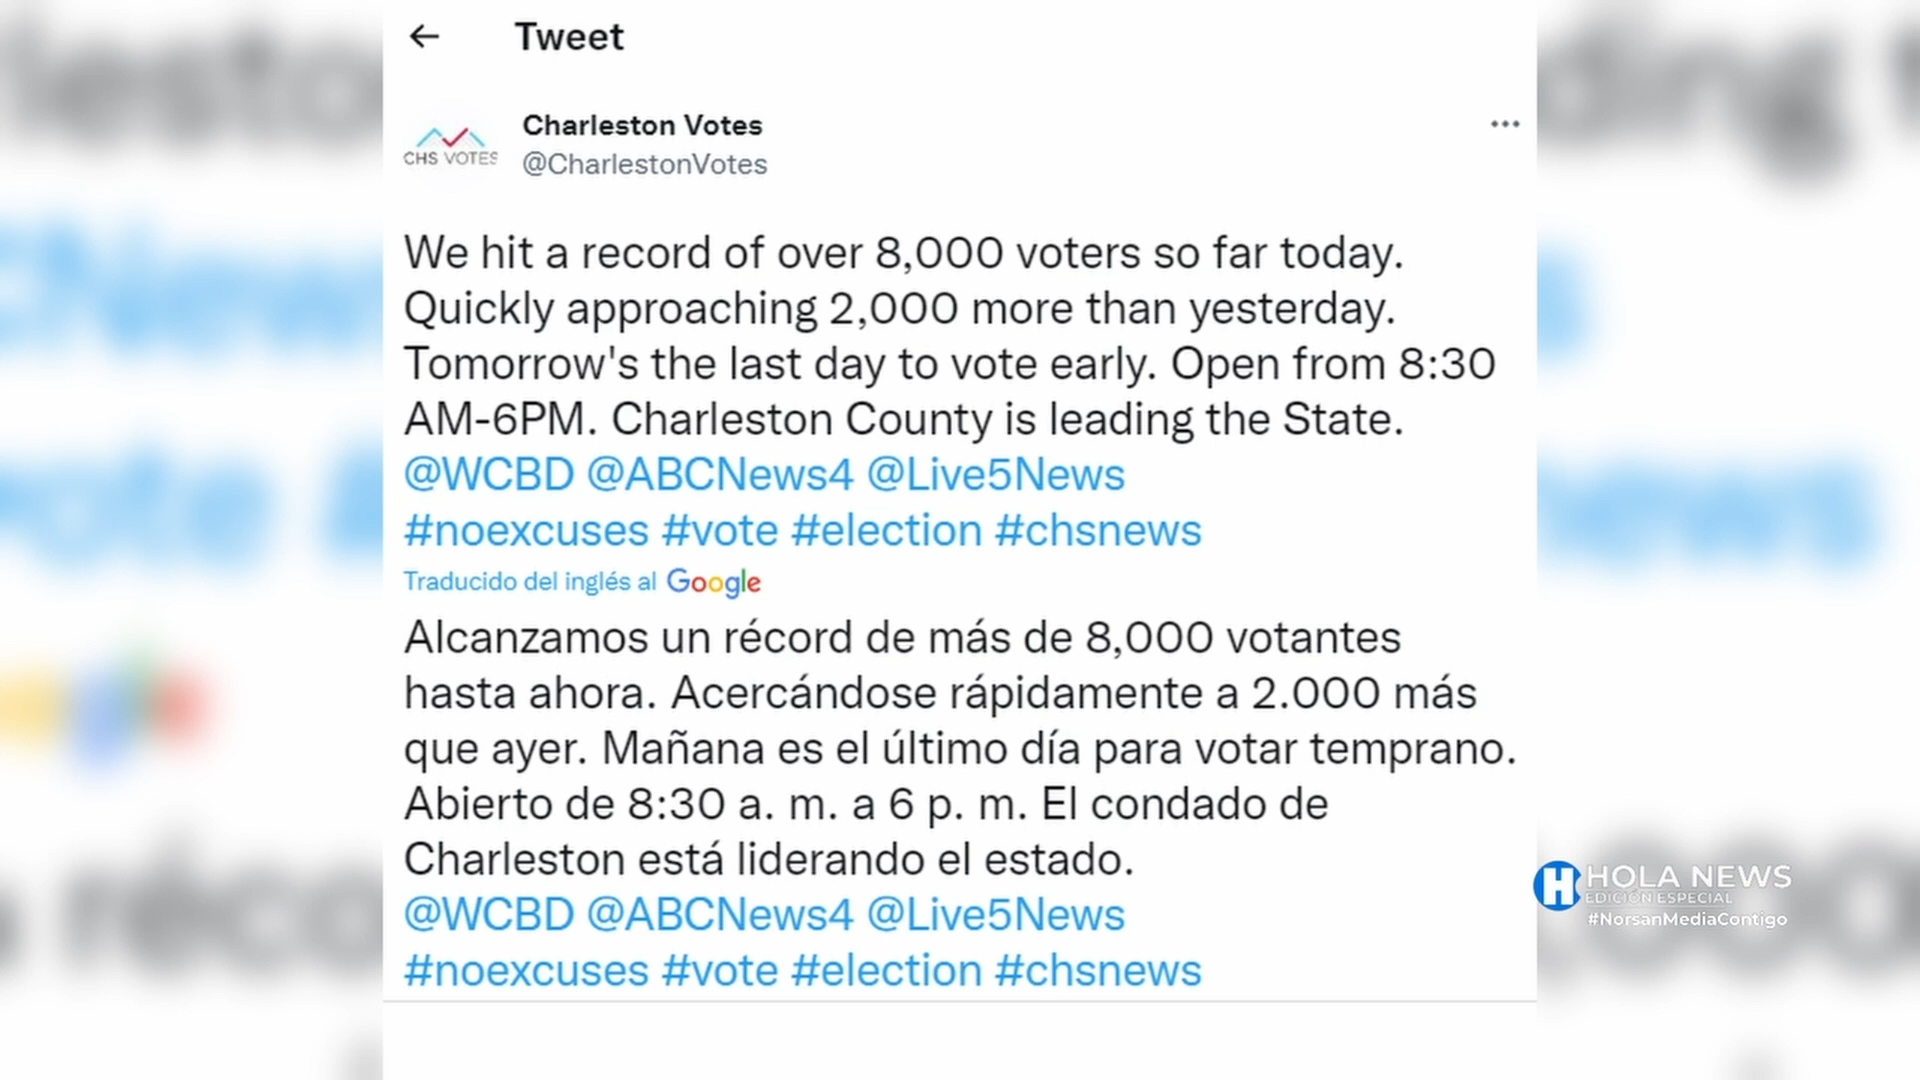 Tweet
Charleston Votes
CHS VOTES
@CharlestonVotes
We hit a record of over 8,000 voters so far today.
Quickly approaching 2,000 more than yesterday.
Tomorrow's the last day to vote early. Open from 8:30
AM-6PM. Charleston County is leading the State.
@WCBD @ABCNews4 @Live5News
#noexcuses #vote #election #chsnews
Traducido del inglés al Google
Alcanzamos un récord de más de 8,000 votantes
hasta ahora. Acercándose rápidamente a 2.000 más
que ayer. Mañana es el último día para votar temprano.
Abierto de 8:30 a. m. a 6 p. m. El condado de
Charleston está liderando el estado.
@WCBD @ABCNews4 @Live5News
#noexcuses #vote #election #chsnews
H HOLA NEWS
EDICIÓN ESPECIAL
#NorsanMediaContigo